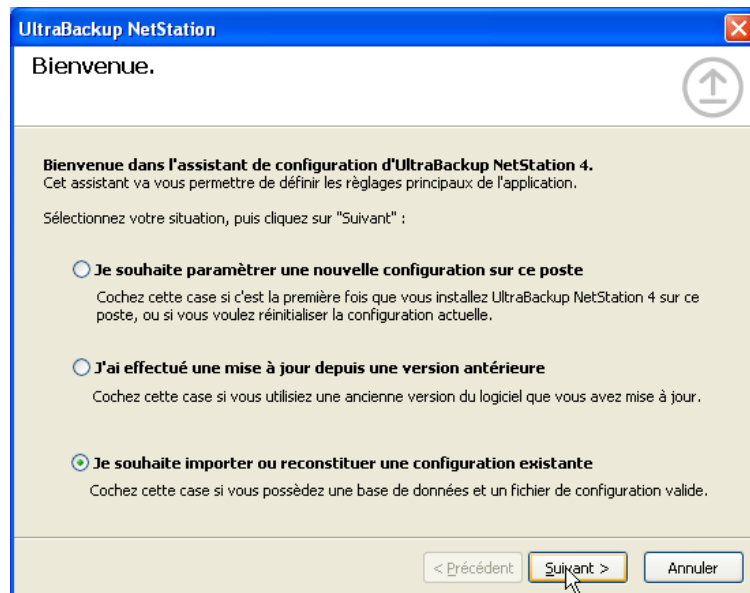 UltraBackup NetStation
Bienvenue.
Bienvenue dans l'assistant de configuration d'UltraBackup NetStation 4.
Cet assistant va vous permettre de définir les règlages principaux de l'application.
Sélectionnez votre situation, puis cliquez sur "Suivant" :
Je souhaite paramètrer une nouvelle configuration sur ce poste
Cochez cette case si c'est la première fois que vous installez UltraBackup NetStation 4 sur ce
poste, ou si vous voulez réinitialiser la configuration actuelle.
J'ai effectué une mise à jour depuis une version antérieure
Cochez cette case si vous utilisiez une ancienne version du logiciel que vous avez mise à jour.
Je souhaite importer ou reconstituer une configuration existante
Cochez cette case si vous possèdez une base de données et un fichier de configuration valide.
< Précédent Suivant > Annuler